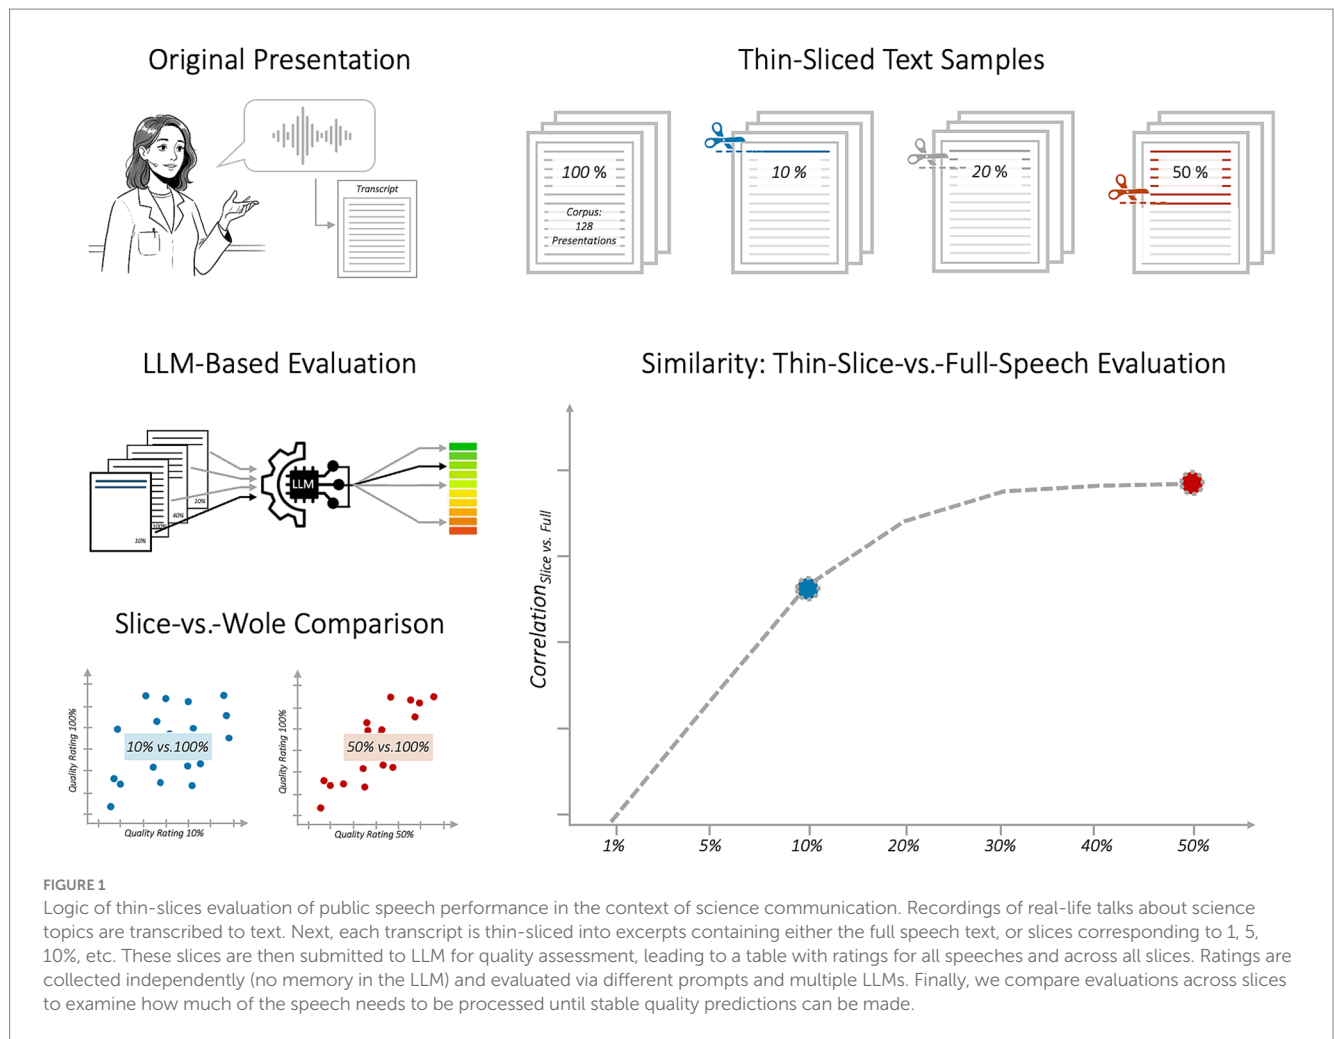 Original Presentation
Transcript
Thin-Sliced Text Samples
100 %
Corpus:
128
Presentations
10 %
20 %
50 %
LLM-Based Evaluation
10%
100%
40%
10%
LLM
Slice-vs.-Wole Comparison
Quality Rating 100%
10% vs.100%
Quality Rating 10%
Quality Rating 100%
50% vs.100%
Quality Rating 50%
Similarity: Thin-Slice-vs.-Full-Speech Evaluation
Correlation Slice vs. Full
1%
5%
10%
20%
30%
40%
50%
FIGURE 1
Logic of thin-slices evaluation of public speech performance in the context of science communication. Recordings of real-life talks about science
topics are transcribed to text. Next, each transcript is thin-sliced into excerpts containing either the full speech text, or slices corresponding to 1, 5,
10%, etc. These slices are then submitted to LLM for quality assessment, leading to a table with ratings for all speeches and across all slices. Ratings are
collected independently (no memory in the LLM) and evaluated via different prompts and multiple LLMs. Finally, we compare evaluations across slices
to examine how much of the speech needs to be processed until stable quality predictions can be made.